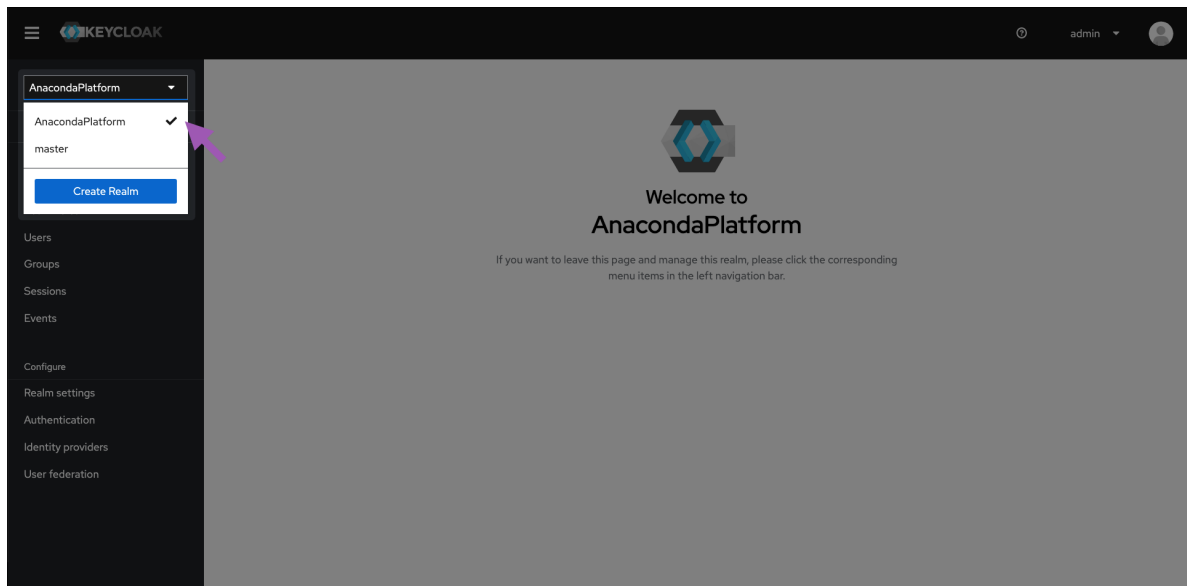 KEYCLOAK
admin
AnacondaPlatform
AnacondaPlatform
master
Create Realm
Users
Groups
Sessions
Events
Configure
Realm settings
Authentication
Identity providers
User federation
Welcome to
AnacondaPlatform
If you want to leave this page and manage this realm, please click the corresponding
menu items in the left navigation bar.